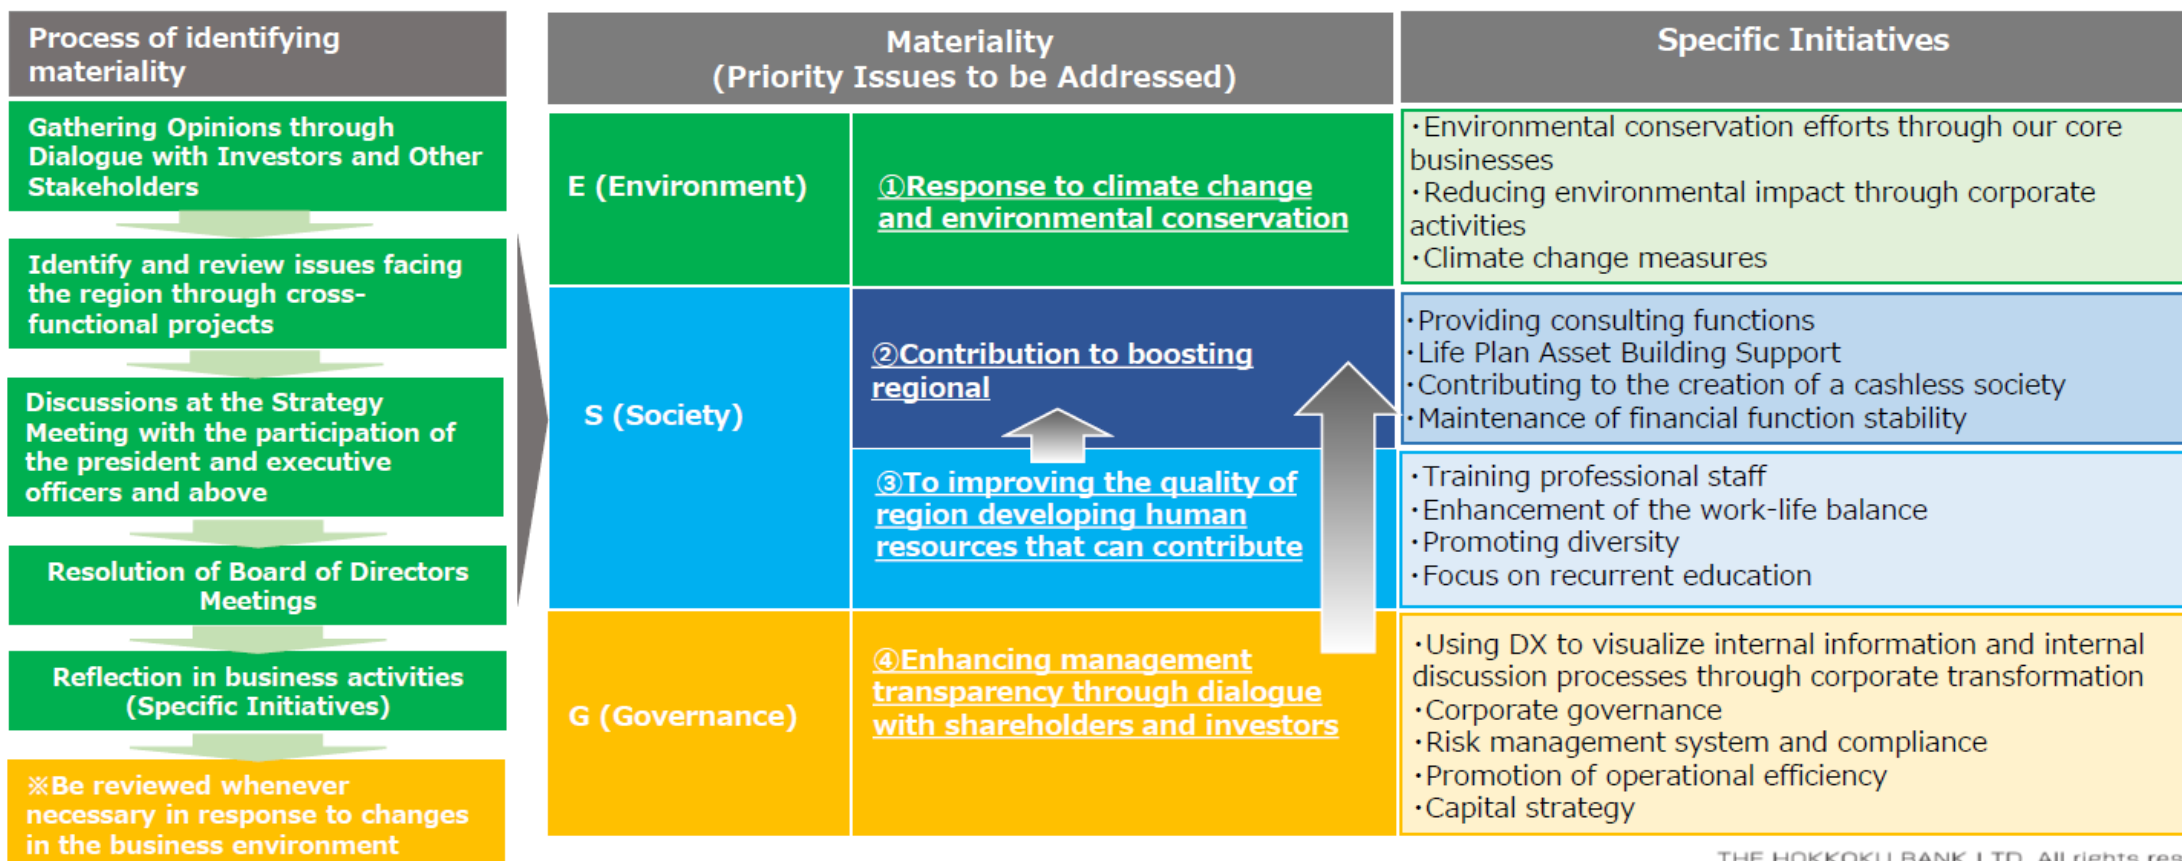 Process of identifying
materiality
Gathering Opinions through
Dialogue with Investors and Other
Stakeholders
Identify and review issues facing
the region through cross-
functional projects
Discussions at the Strategy
Meeting with the participation of
the president and executive
officers and above
Resolution of Board of Directors
Meetings
Reflection in business activities
(Specific Initiatives)
※Be reviewed whenever
necessary in response to changes
in the business environment
Materiality
(Priority Issues to be Addressed)
Specific Initiatives
E (Environment)
①Response to climate change
and environmental conservation
・Environmental conservation efforts through our core
businesses
・Reducing environmental impact through corporate
activities
・Climate change measures
S (Society)
②Contribution to boosting
regional
・Providing consulting functions
・Life Plan Asset Building Support
・Contributing to the creation of a cashless society
・Maintenance of financial function stability
③To improving the quality of
region developing human
resources that can contribute
・Training professional staff
・Enhancement of the work-life balance
・Promoting diversity
・Focus on recurrent education
G (Governance)
④Enhancing management
transparency through dialogue
with shareholders and investors
・Using DX to visualize internal information and internal
discussion processes through corporate transformation
・Corporate governance
・Risk management system and compliance
・Promotion of operational efficiency
・Capital strategy
THE HOKKOKU BANK,LTD. All rights res